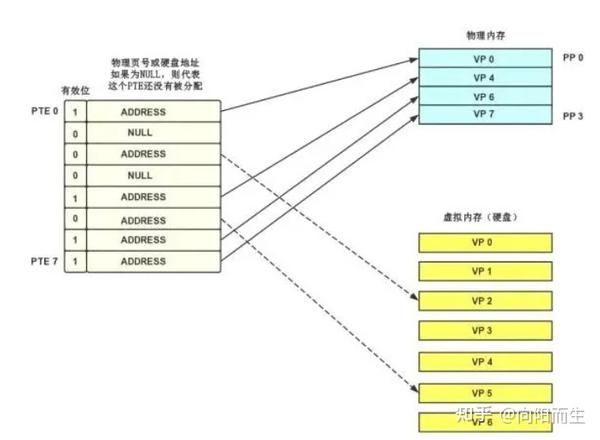 物理页号或硬盘地址
如果为NULL，则代表
这个PTE还没有被分配
有效位
PTE 0
1
ADDRESS
0
NULL
0
ADDRESS
0
NULL
1
ADDRESS
0
ADDRESS
1
ADDRESS
PTE 7
1
ADDRESS
物理内存
VP 0
PP 0
VP 4
VP 6
VP 7
PP 3
虚拟内存（硬盘）
VP 0
VP 1
VP 2
VP 3
VP 4
VP 5
VP 6
知乎 @向阳而生